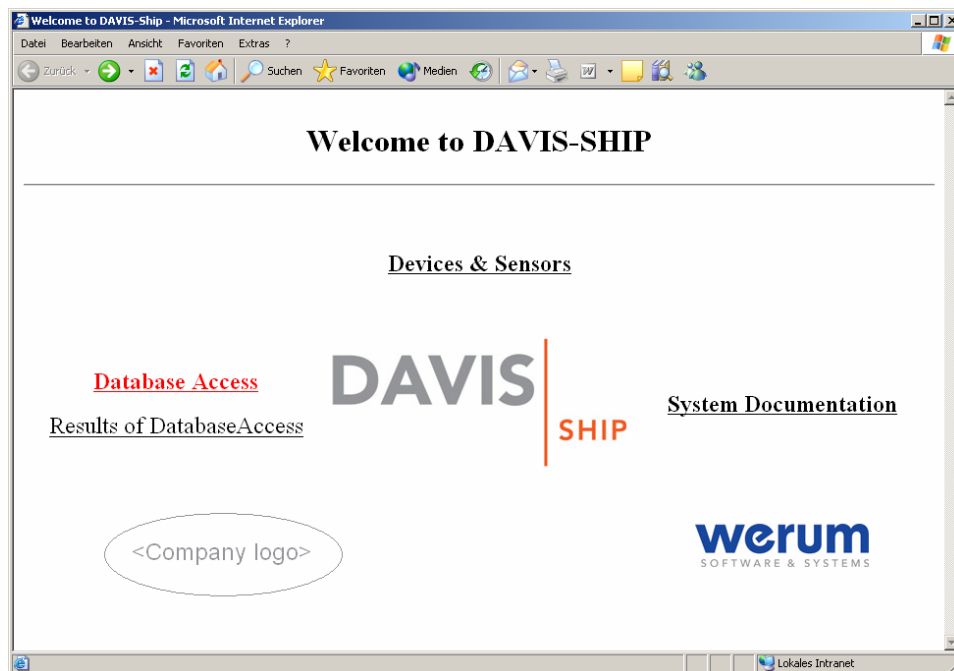 Welcome to DAVIS-Ship - Microsoft Internet Explorer
Datei Bearbeiten Ansicht Favoriten Extras ?
Zurück Suchen Favoriten Medien
Welcome to DAVIS-SHIP
Devices & Sensors
DAVIS
SHIP
Database Access
Results of DatabaseAccess
System Documentation
<Company logo>
werum
SOFTWARE & SYSTEMS
Lokales Intranet